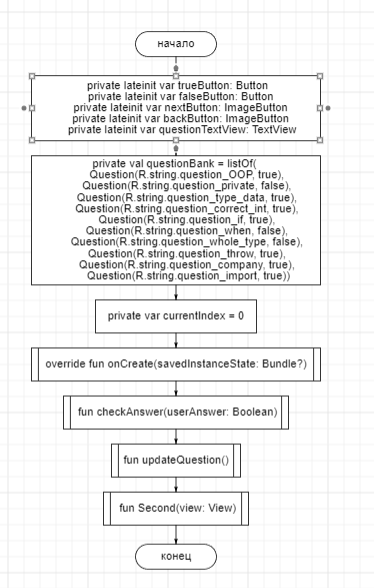 начало
private lateinit var trueButton: Button
private lateinit var falseButton: Button
private lateinit var nextButton: ImageButton
private lateinit var backButton: ImageButton
private lateinit var questionTextView: TextView
private val questionBank = listOf(
Question(R.string.question_OOP, true),
Question(R.string.question_private, false),
Question(R.string.question_type_data, true),
Question(R.string.question_correct_int, true),
Question(R.string.question_if, true),
Question(R.string.question_when, false),
Question(R.string.question_whole_type, false),
Question(R.string.question_throw, true),
Question(R.string.question_company, true),
Question(R.string.question_import, true))
private var currentIndex = 0
override fun onCreate(savedInstanceState: Bundle?)
fun checkAnswer(userAnswer: Boolean)
fun updateQuestion()
fun Second(view: View)
конец